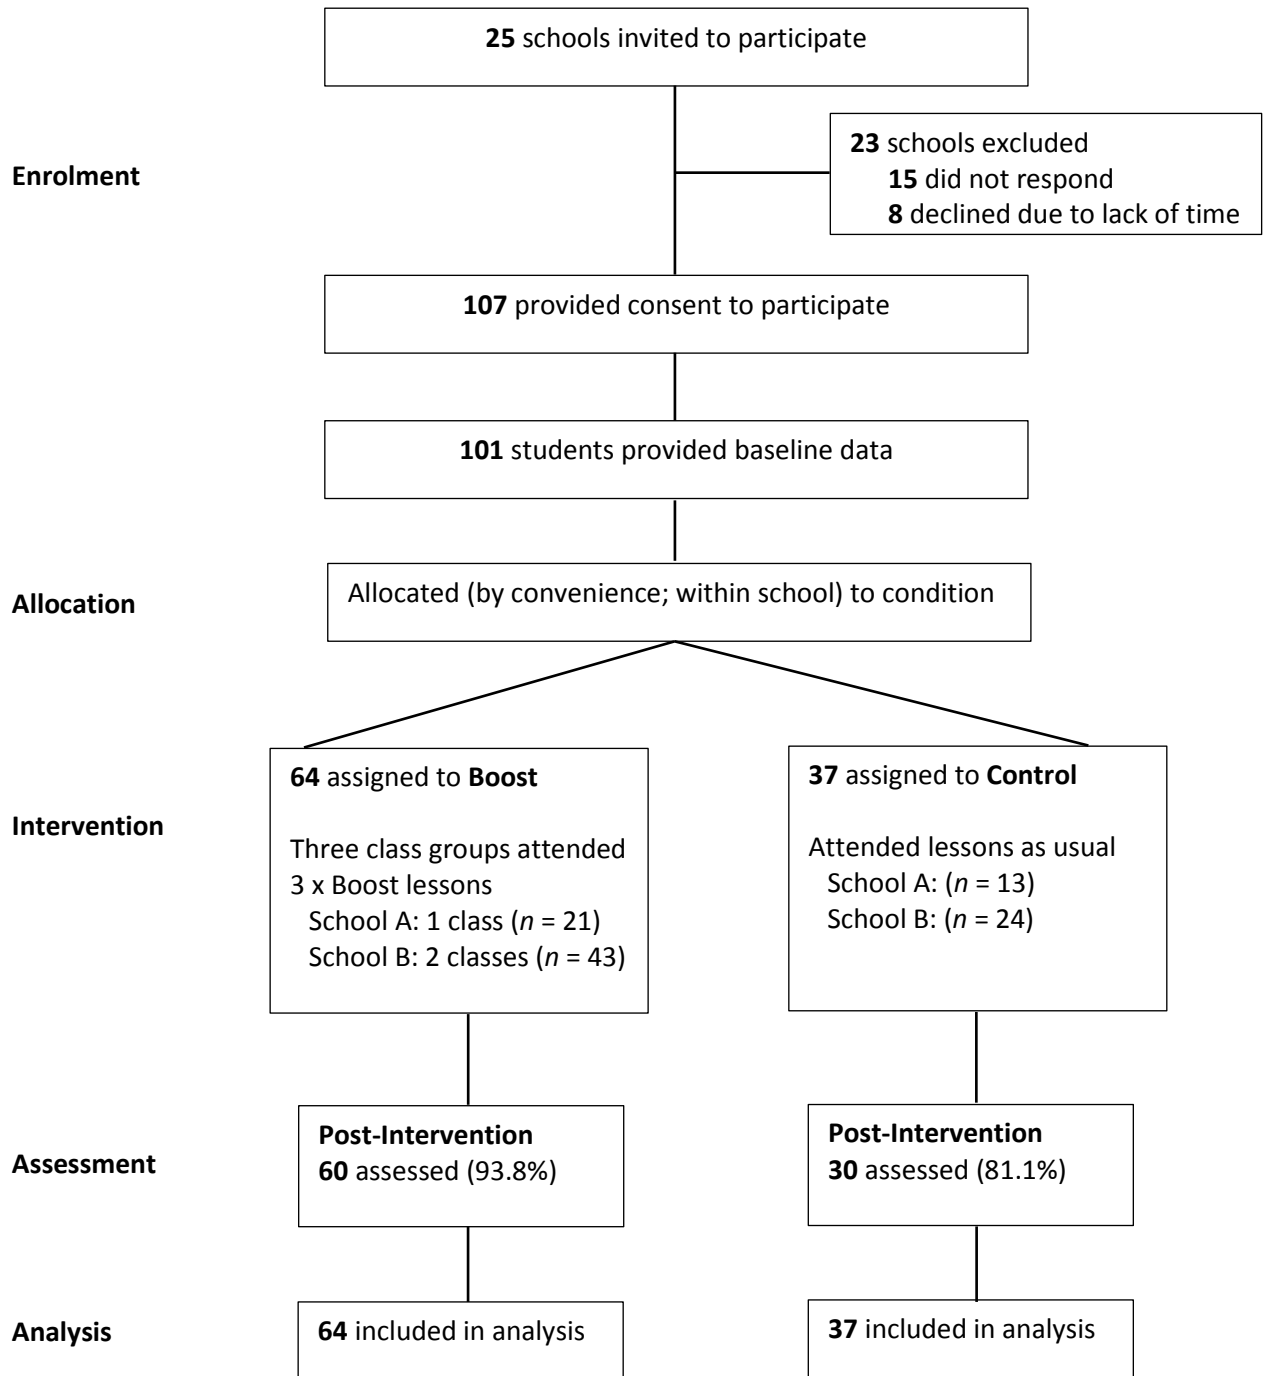 25 schools invited to participate
Enrolment
23 schools excluded
15 did not respond
8 declined due to lack of time
107 provided consent to participate
101 students provided baseline data
Allocation
Allocated (by convenience; within school) to condition
Intervention
64 assigned to Boost
Three class groups attended
3 x Boost lessons
School A: 1 class (n = 21)
School B: 2 classes (n = 43)
37 assigned to Control
Attended lessons as usual
School A: (n = 13)
School B: (n = 24)
Assessment
Post-Intervention
60 assessed (93.8%)
Post-Intervention
30 assessed (81.1%)
Analysis
64 included in analysis
37 included in analysis